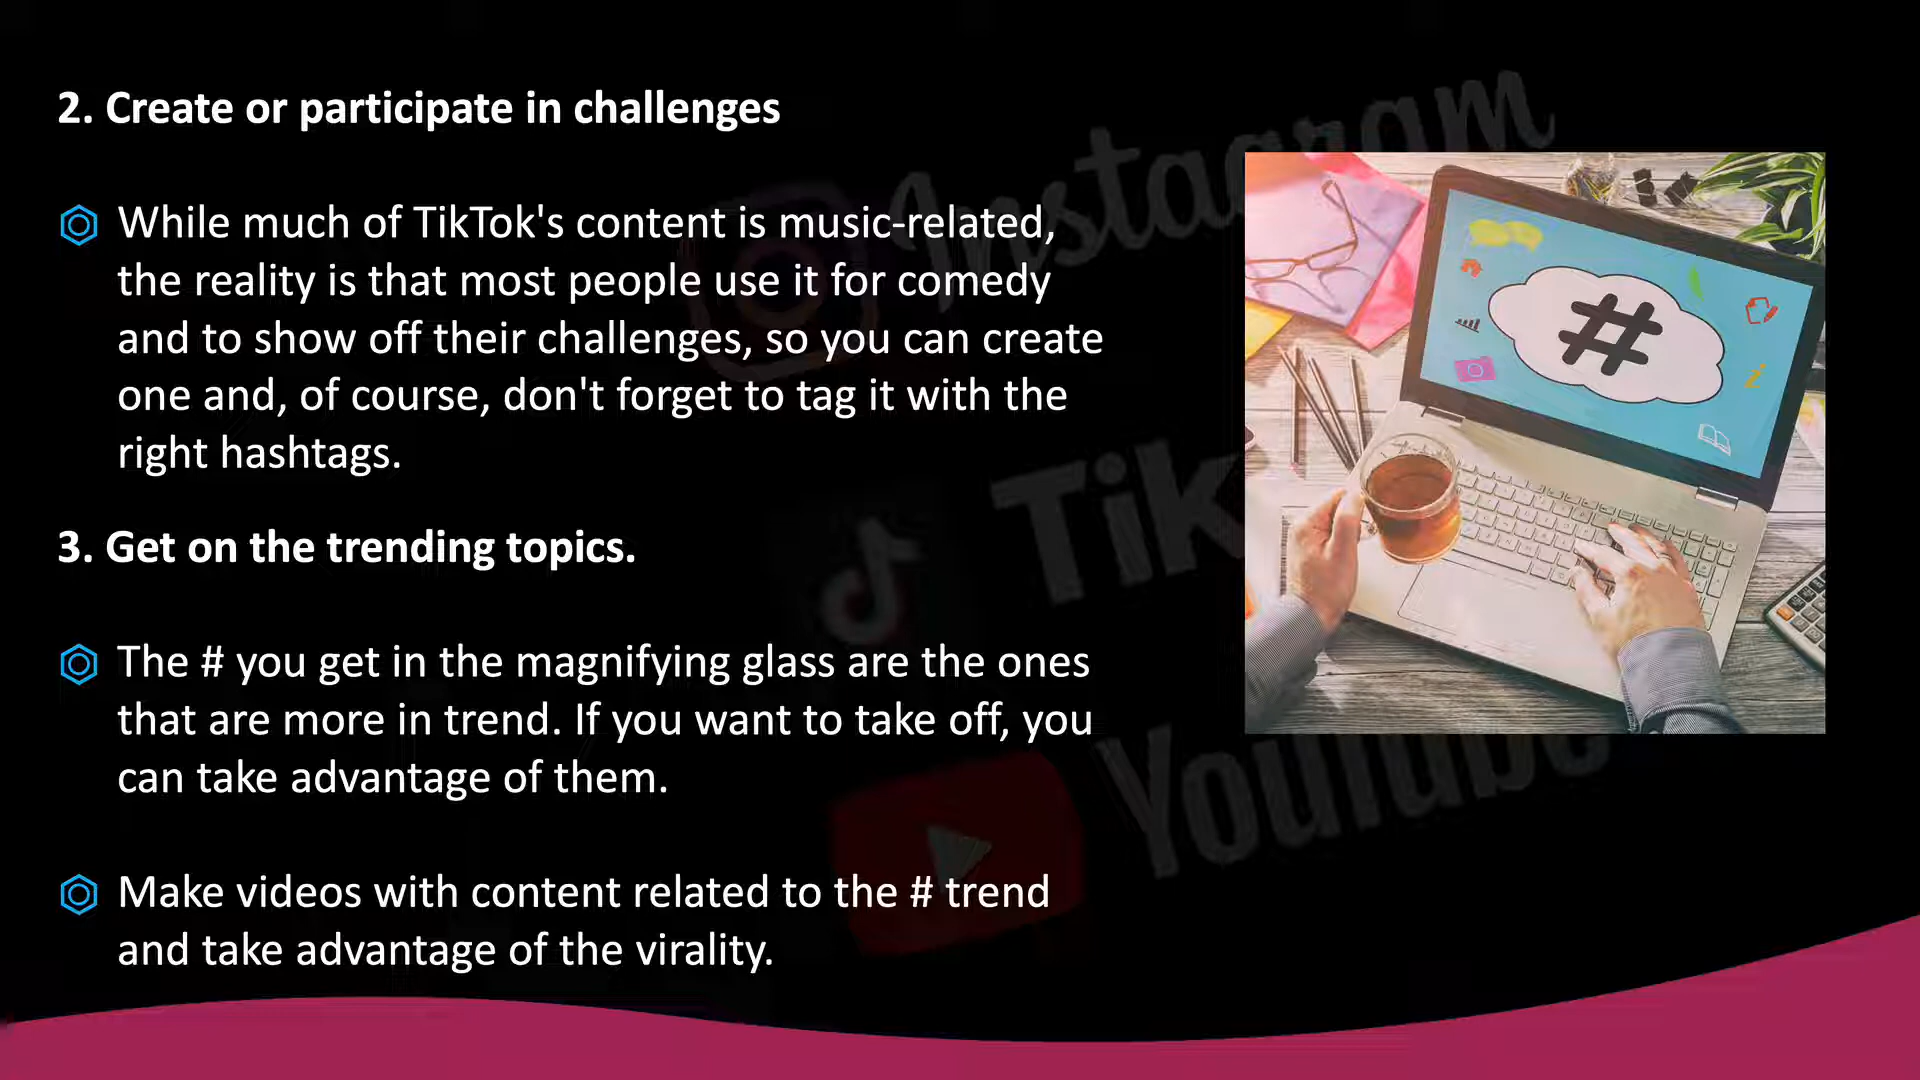 2. Create or participate in challenges
While much of TikTok's content is music-related,
the reality is that most people use it for comedy
and to show off their challenges, so you can create
one and, of course, don't forget to tag it with the
right hashtags.
3. Get on the trending topics.
The # you get in the magnifying glass are the ones
that are more in trend. If you want to take off, you
can take advantage of them.
Make videos with content related to the # trend
and take advantage of the virality.
Instagram
Tik
Youtube
#